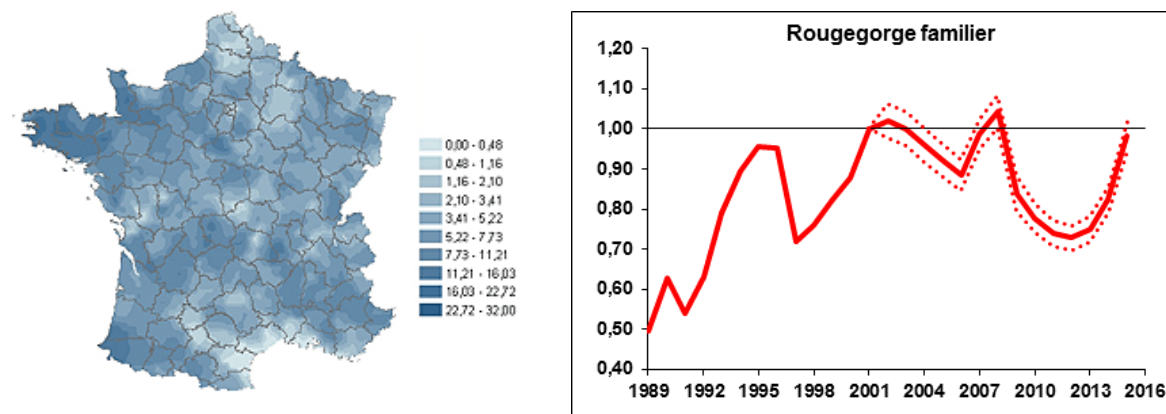 0,00 - 0,48
0,48 - 1,16
1,16 - 2,10
2,10 - 3,41
3,41 - 5,22
5,22 - 7,73
7,73 - 11,21
11,21 - 16,03
16,03 - 22,72
22,72 - 32,00
Rougegorge familier
1,20
1,10
1,00
0,90
0,80
0,70
0,60
0,50
0,40
1989 1992 1995 1998 2001 2004 2007 2010 2013 2016